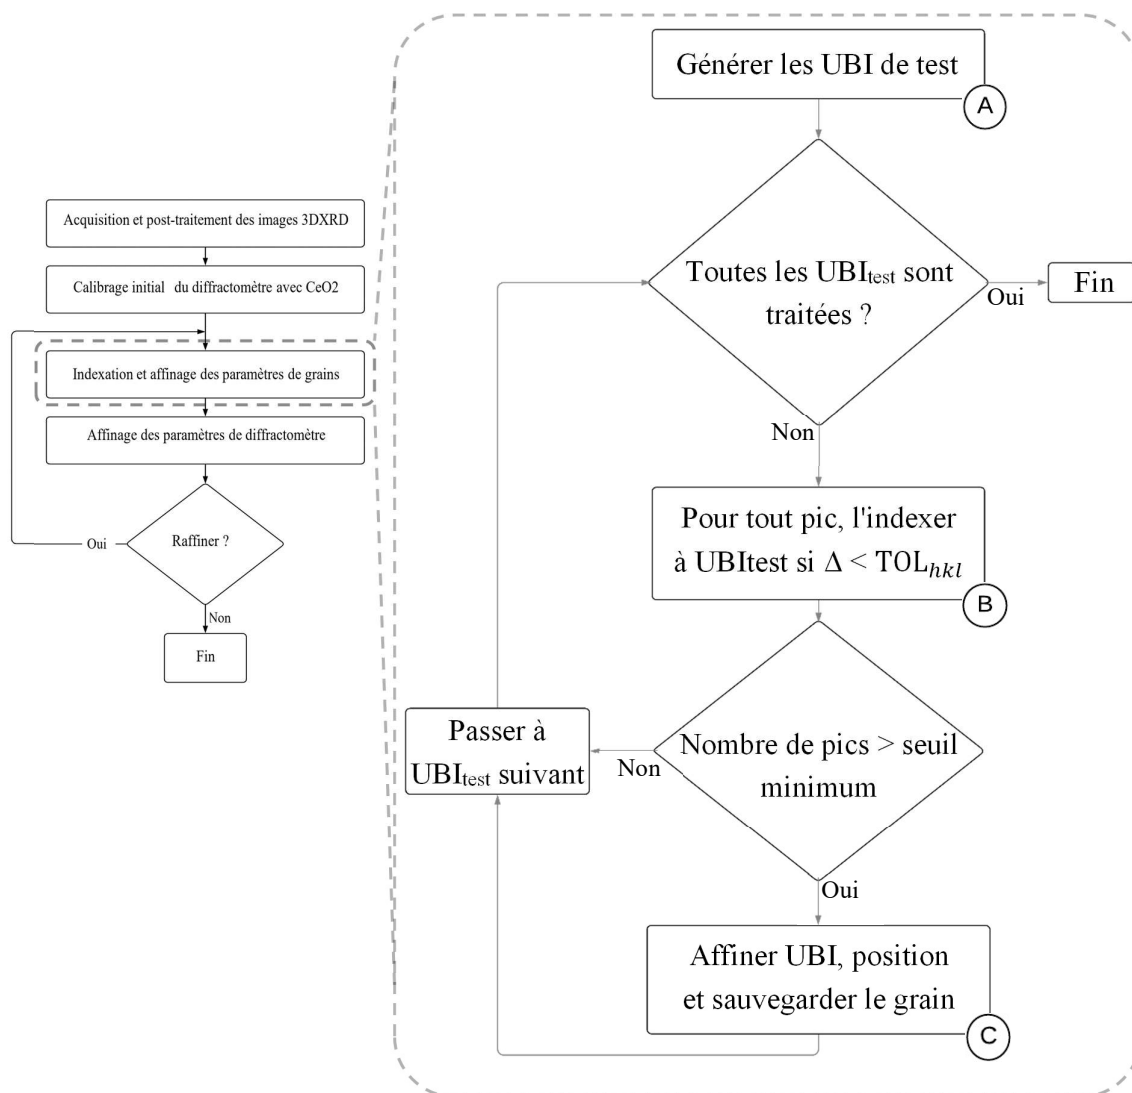 Acquisition et post-traitement des images 3DXRD
Calibrage initial du diffractomètre avec CeO2
Indexation et affinage des paramètres de grains
Affinage des paramètres de diffractomètre
Raffiner ?
Oui
Non
Fin
Générer les UBI de test
A
Toutes les UBItest sont
traitées ?
Oui
Fin
Non
Pour tout pic, l'indexer
à UBItest si Δ < TOLhkl
B
Nombre de pics > seuil
minimum
Non
Passer à
UBItest suivant
Oui
Affiner UBI, position
et sauvegarder le grain
C